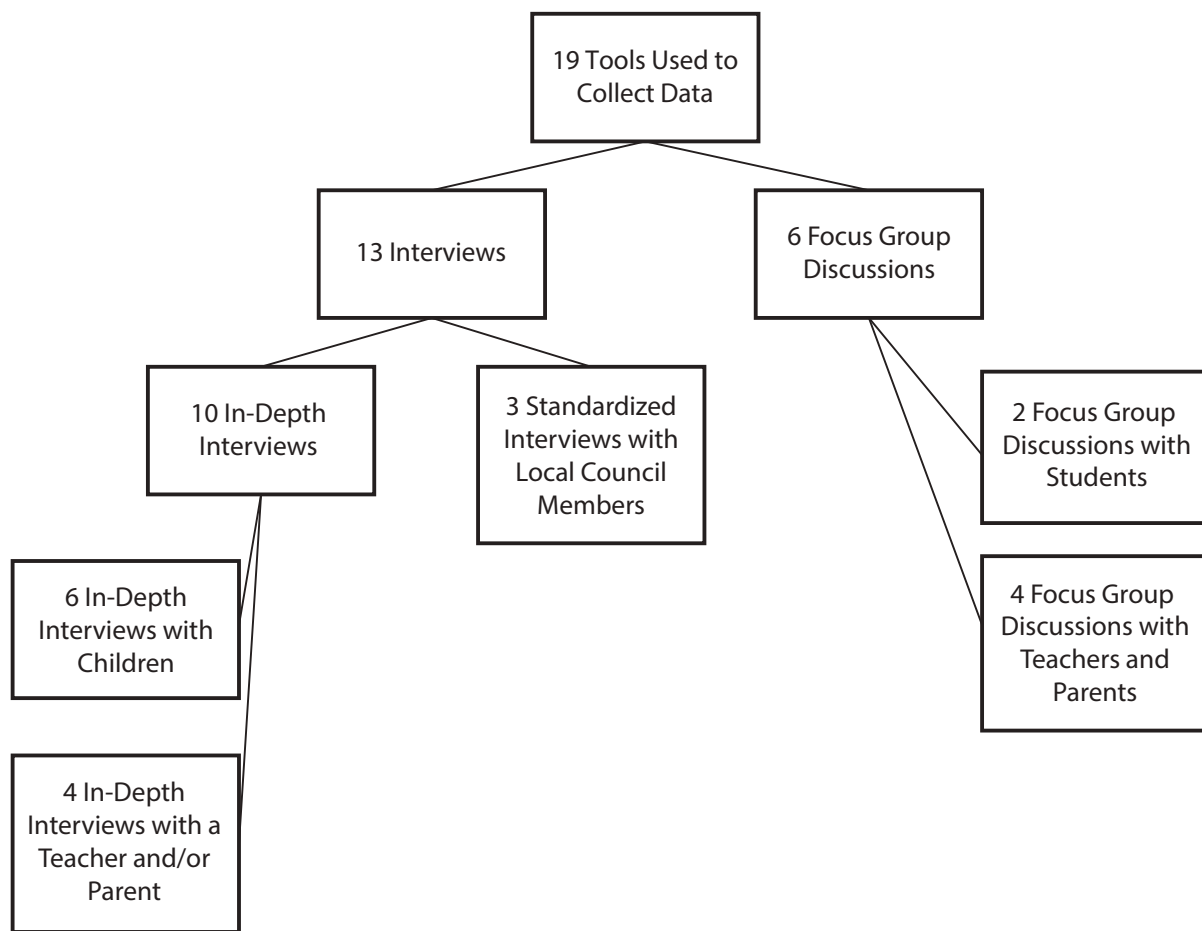 19 Tools Used to
Collect Data
13 Interviews
6 Focus Group
Discussions
10 In-Depth
Interviews
3 Standardized
Interviews with
Local Council
Members
2 Focus Group
Discussions with
Students
6 In-Depth
Interviews with
Children
4 Focus Group
Discussions with
Teachers and
Parents
4 In-Depth
Interviews with a
Teacher and/or
Parent